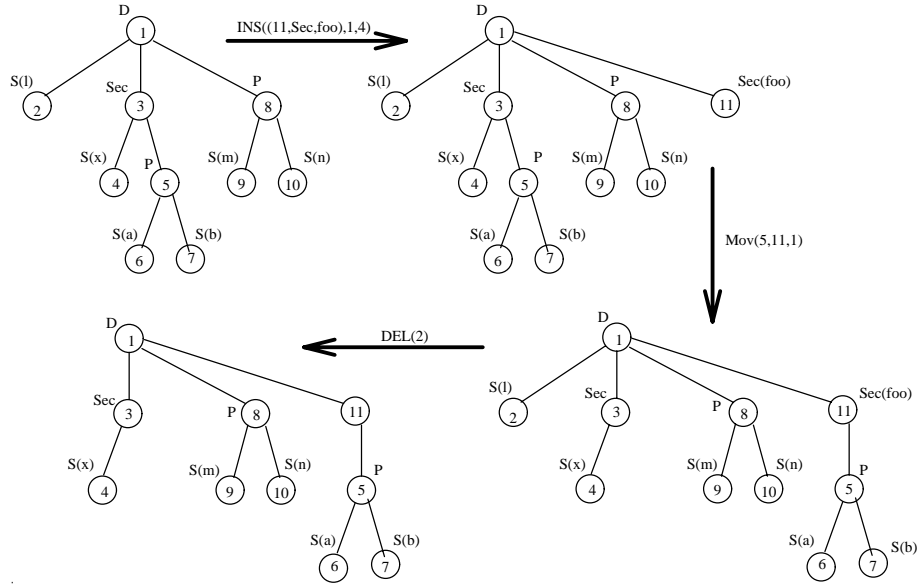 D
1
INS((11,Sec,foo),1,4)
S(l)
2
Sec
3
P
8
S(x)
4
P
5
S(m)
9
S(n)
10
S(a)
6
S(b)
7
D
1
S(l)
2
Sec
3
P
8
Sec(foo)
11
S(x)
4
P
5
S(m)
9
S(n)
10
S(a)
6
S(b)
7
Mov(5,11,1)
D
1
DEL(2)
Sec
3
P
8
11
S(x)
4
S(m)
9
S(n)
10
P
5
S(a)
6
S(b)
7
D
1
S(l)
2
Sec
3
P
8
Sec(foo)
11
S(x)
4
S(m)
9
S(n)
10
P
5
S(a)
6
S(b)
7